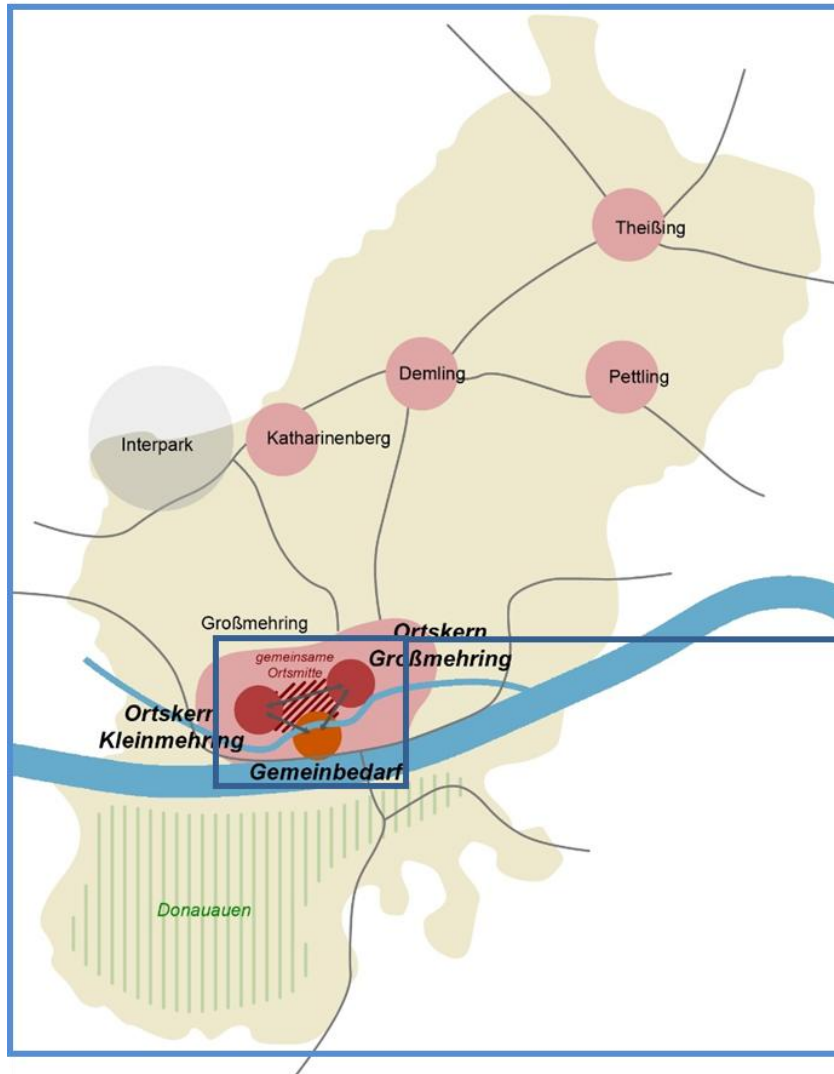 Theißing
Demling
Pettling
Katharinenberg
Interpark
Großmehring
Ortskern
Großmehring
gemeinsame
Ortsmitte
Ortskern
Kleinmehring
Gemeinbedarf
Donauauen